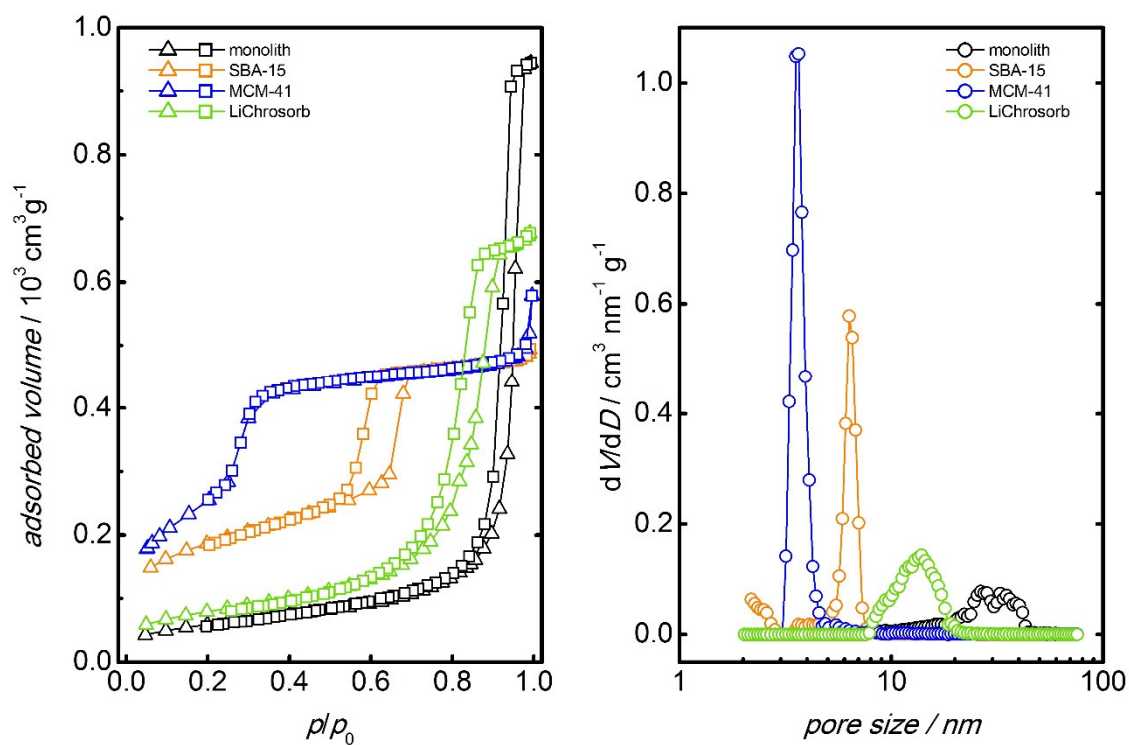 adsorbed volume / 10³ cm³g⁻¹
1.0
0.8
0.6
0.4
0.2
0.0
monolith
SBA-15
MCM-41
LiChrosorb
0.0 0.2 0.4 0.6 0.8 1.0
p/p₀
dV/dD / cm³ nm⁻¹ g⁻¹
1.0
0.8
0.6
0.4
0.2
0.0
monolith
SBA-15
MCM-41
LiChrosorb
1 10 100
pore size / nm